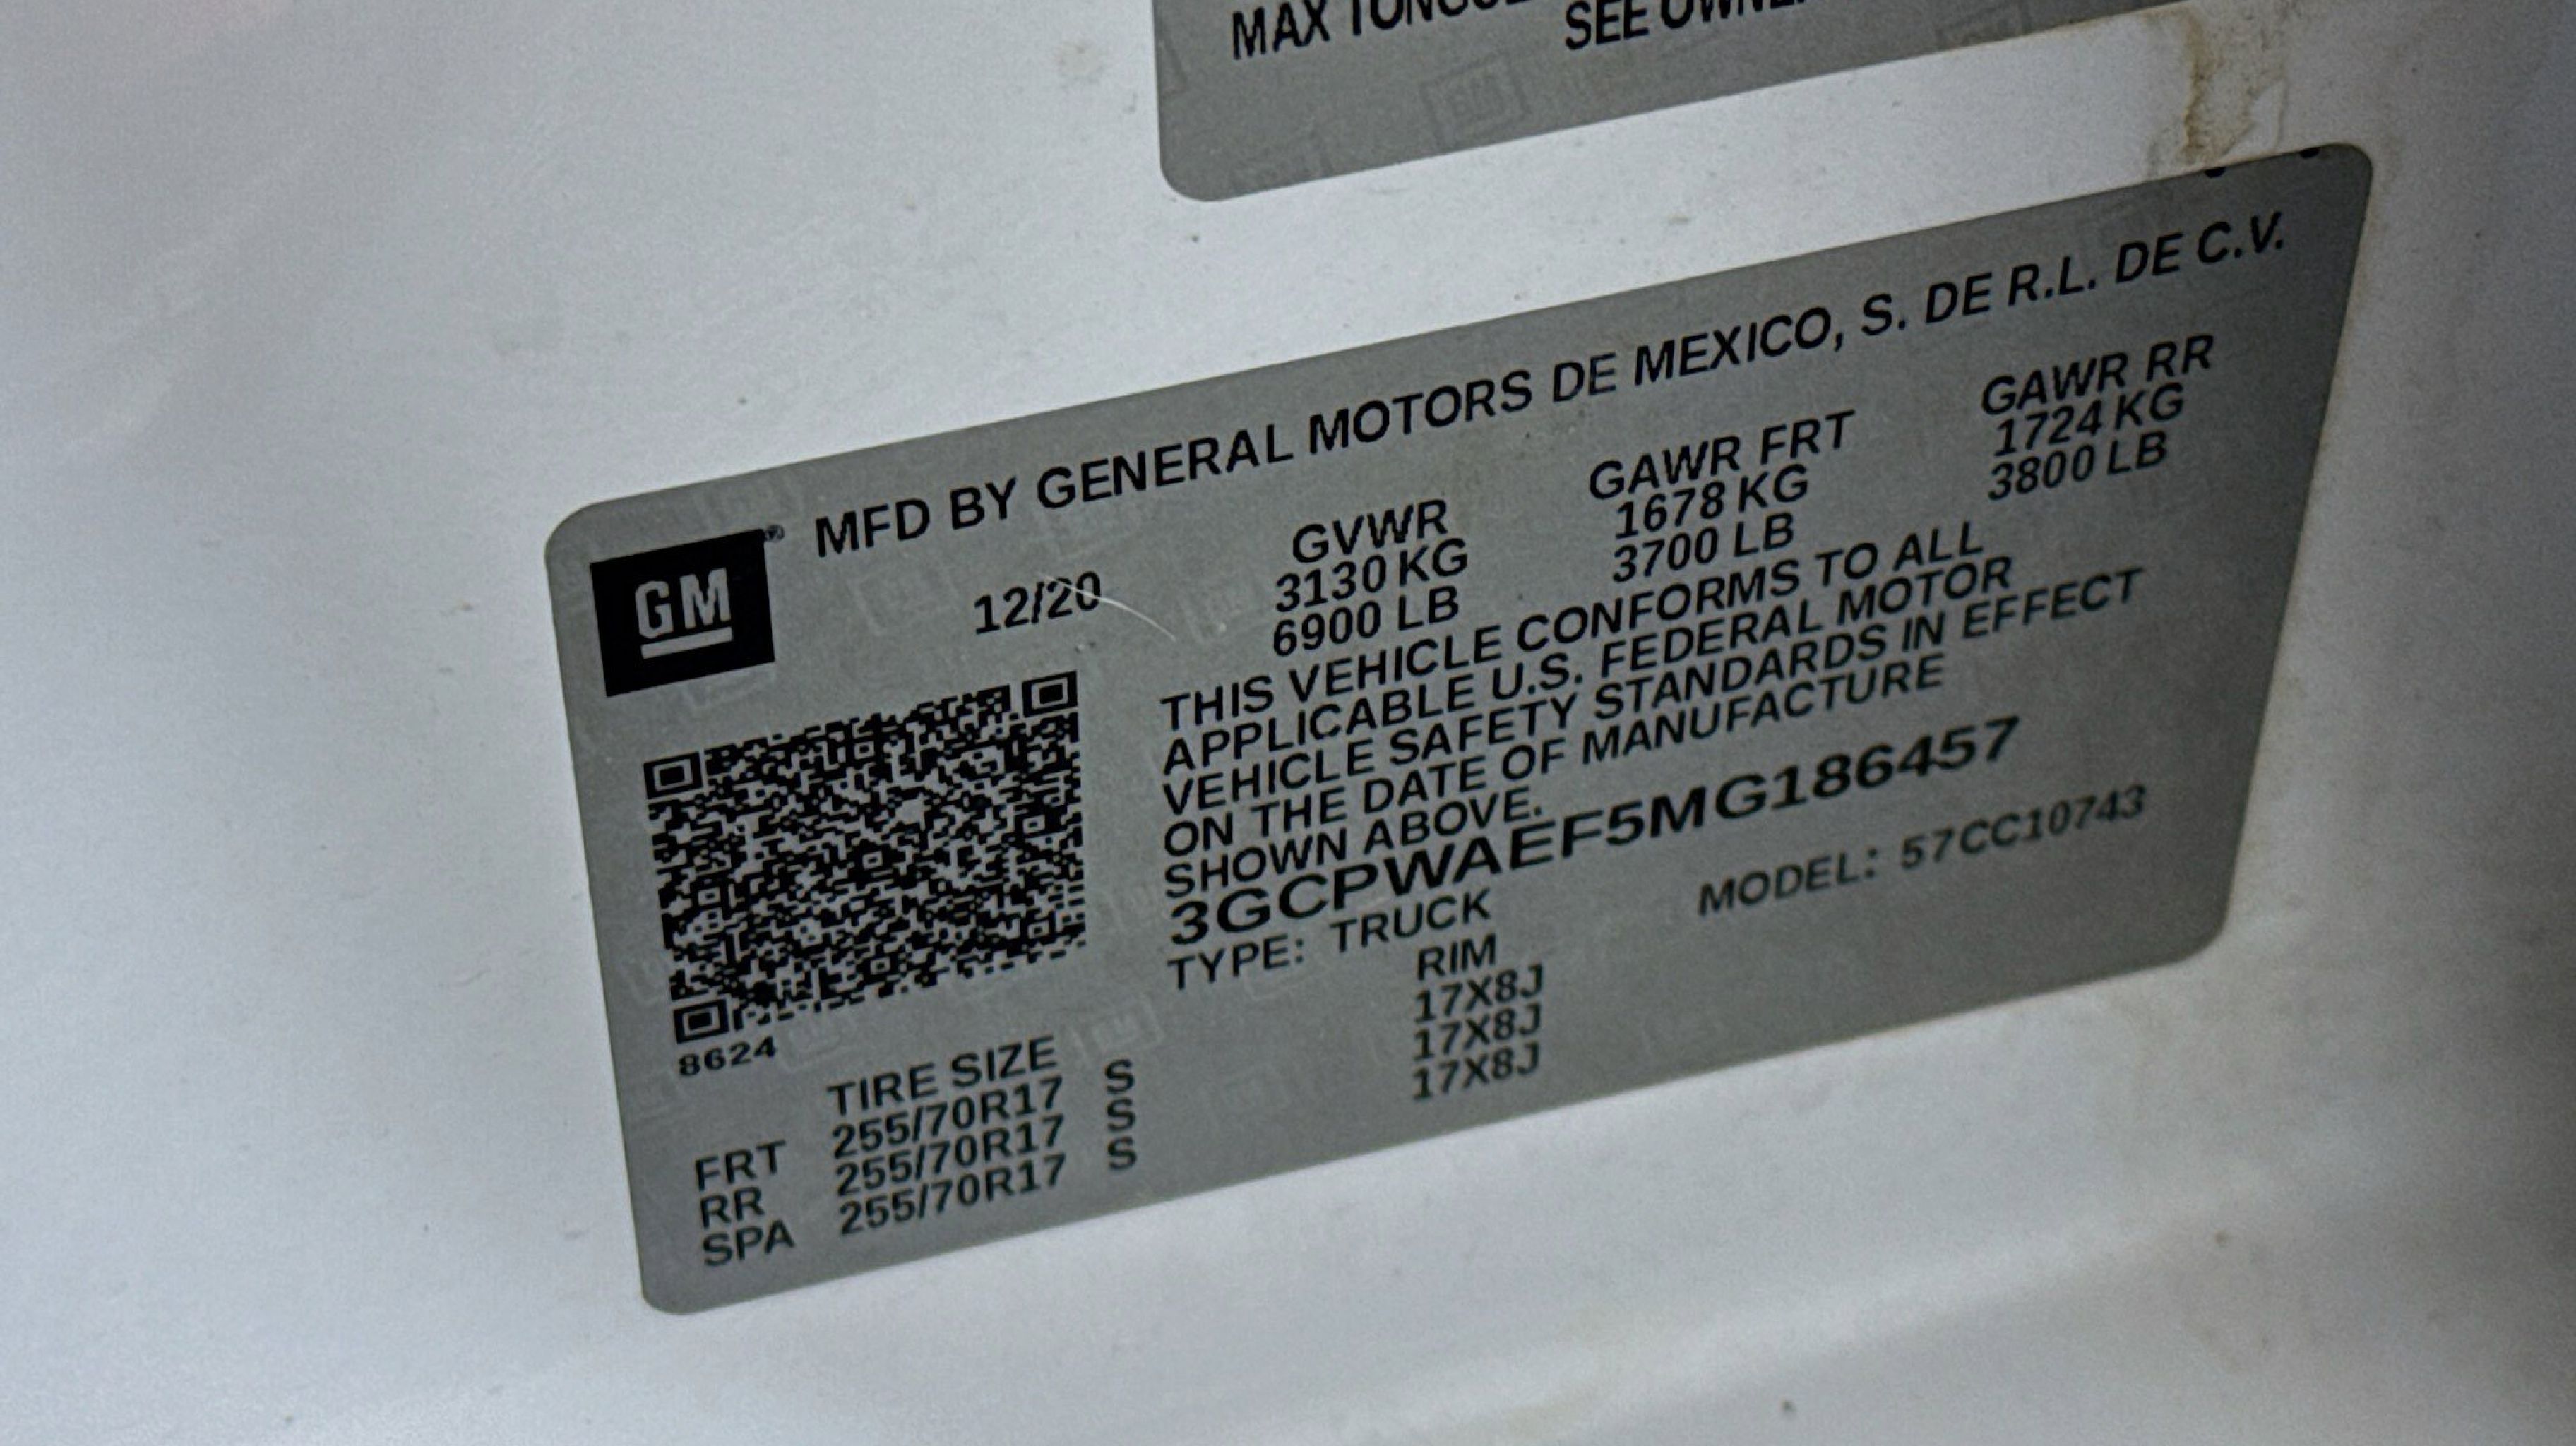 MAX
SEE
MFD BY GENERAL MOTORS DE MEXICO, S. DE R.L. DE C.V.
GM
12/20
GVWR GAWR FRT GAWR RR
3130 KG 1678 KG 1724 KG
6900 LB 3700 LB 3800 LB
THIS VEHICLE CONFORMS TO ALL
APPLICABLE U.S. FEDERAL MOTOR
VEHICLE SAFETY STANDARDS IN EFFECT
ON THE DATE OF MANUFACTURE
SHOWN ABOVE.
3GCPWAEF5MG186457
TYPE: TRUCK MODEL: 57CC10743
8624
TIRE SIZE RIM
FRT 255/70R17 S 17X8J
RR 255/70R17 S 17X8J
SPA 255/70R17 S 17X8J